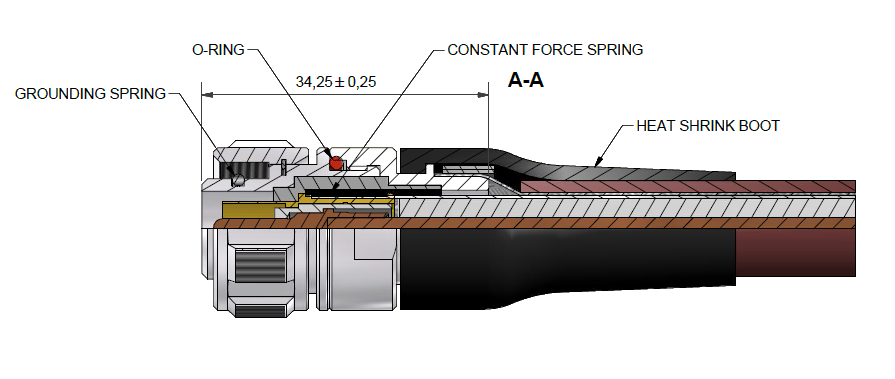 O-RING
CONSTANT FORCE SPRING
34,25 ± 0,25
A-A
GROUNDING SPRING
HEAT SHRINK BOOT